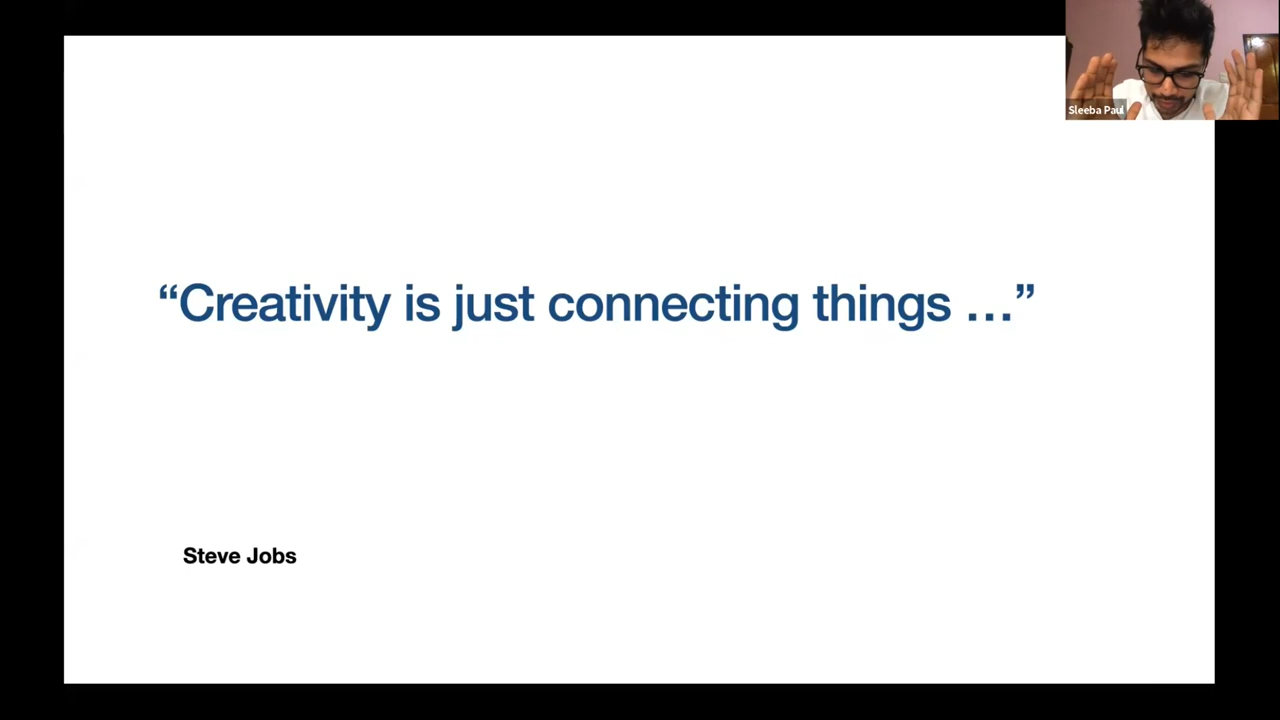 Sleeba Paul
“Creativity is just connecting things …”
Steve Jobs